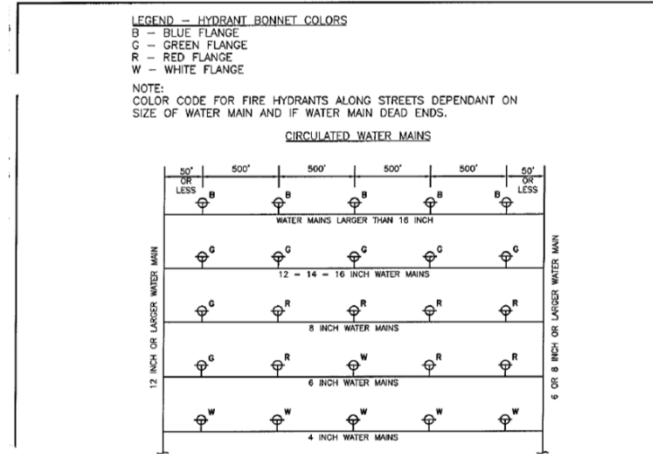 LEGEND – HYDRANT BONNET COLORS
B – BLUE FLANGE
G – GREEN FLANGE
R – RED FLANGE
W – WHITE FLANGE
NOTE:
COLOR CODE FOR FIRE HYDRANTS ALONG STREETS DEPENDANT ON
SIZE OF WATER MAIN AND IF WATER MAIN DEAD ENDS.
CIRCULATED WATER MAINS
50' OR LESS 500' 500' 500' 500' 50' OR LESS
B B B B B
WATER MAINS LARGER THAN 16 INCH
G G G G G
12 – 14 – 16 INCH WATER MAINS
G R R R R
8 INCH WATER MAINS
G R W R R
6 INCH WATER MAINS
W W W W W
4 INCH WATER MAINS
12 INCH OR LARGER WATER MAIN
6 OR 8 INCH OR LARGER WATER MAIN